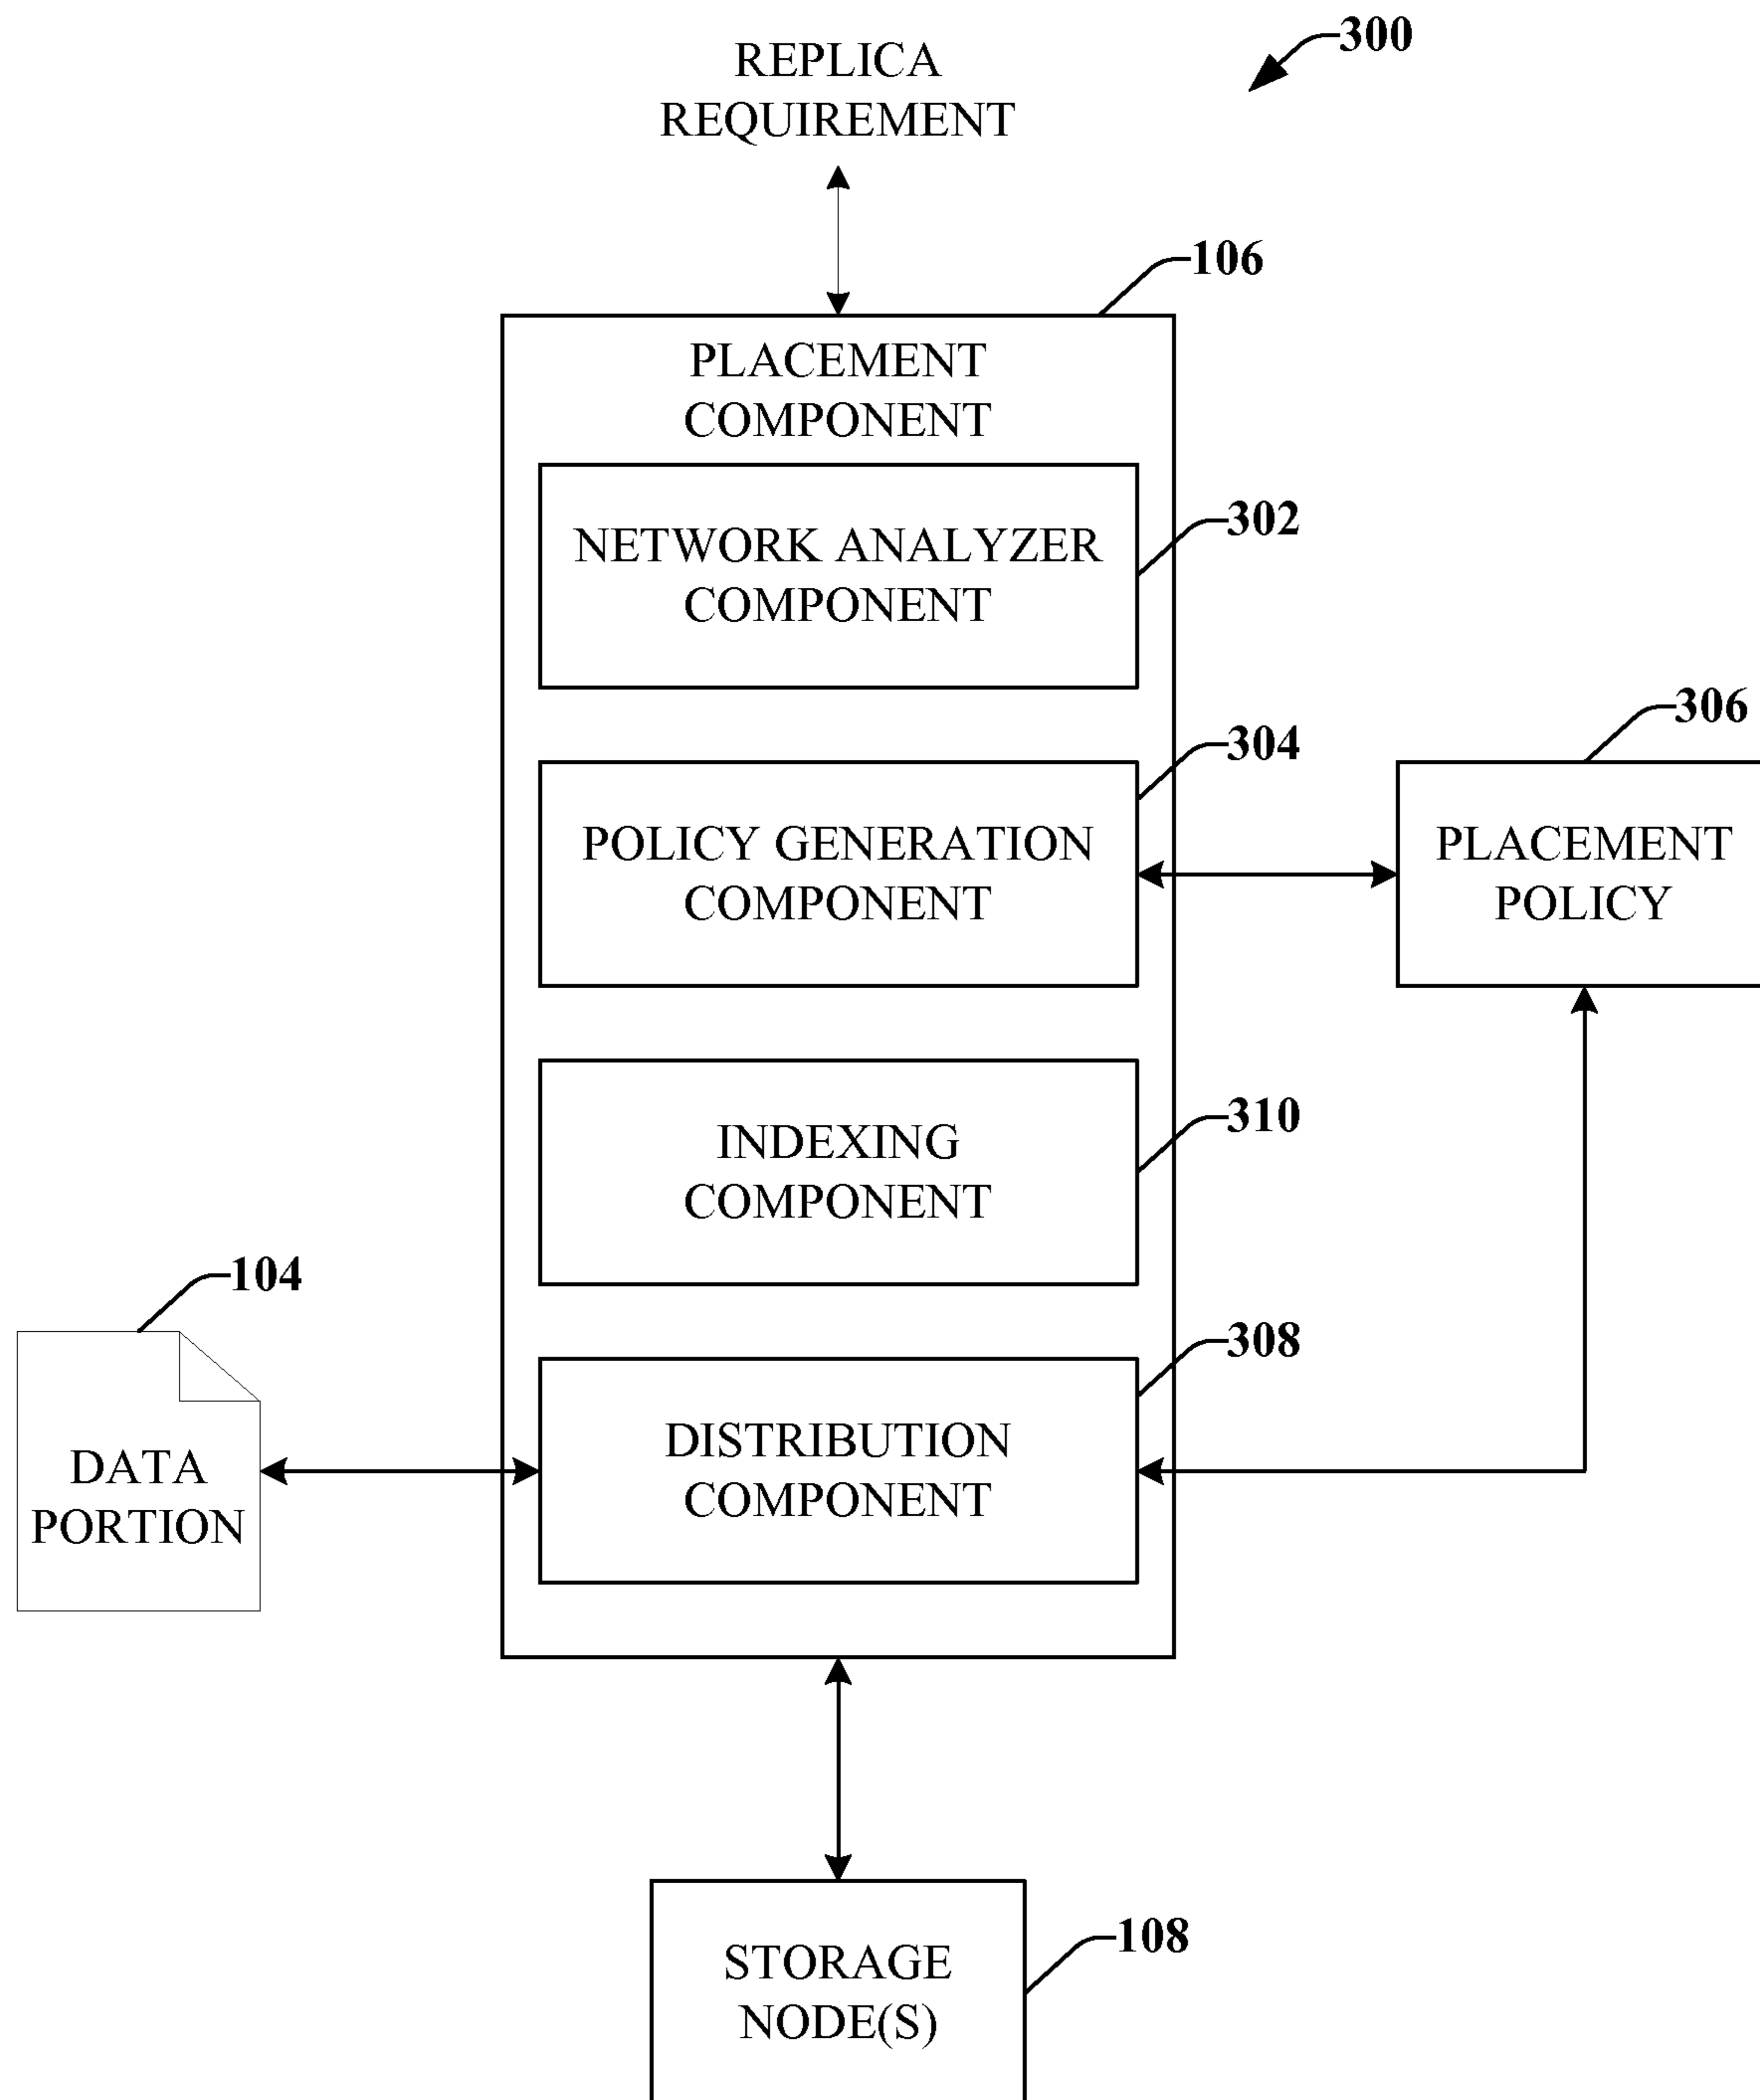 300
REPLICA
REQUIREMENT
106
PLACEMENT
COMPONENT
302
NETWORK ANALYZER
COMPONENT
306
304
POLICY GENERATION
COMPONENT
PLACEMENT
POLICY
310
INDEXING
COMPONENT
104
308
DATA
PORTION
DISTRIBUTION
COMPONENT
108
STORAGE
NODE(S)